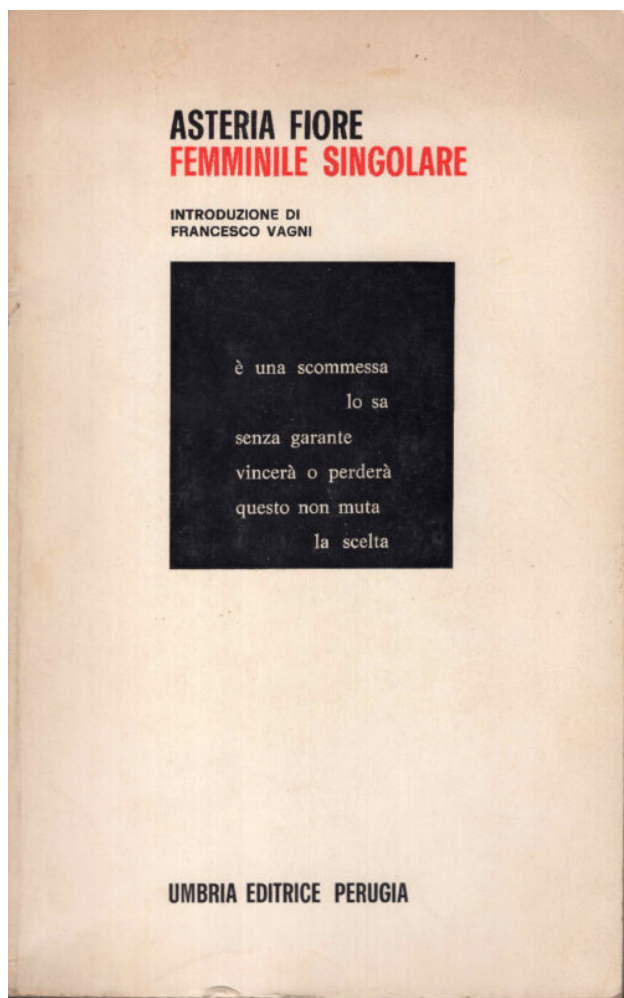 ASTERIA FIORE
FEMMINILE SINGOLARE
INTRODUZIONE DI
FRANCESCO VAGNI
è una scommessa
lo sa
senza garante
vincerà o perderà
questo non muta
la scelta
UMBRIA EDITRICE PERUGIA